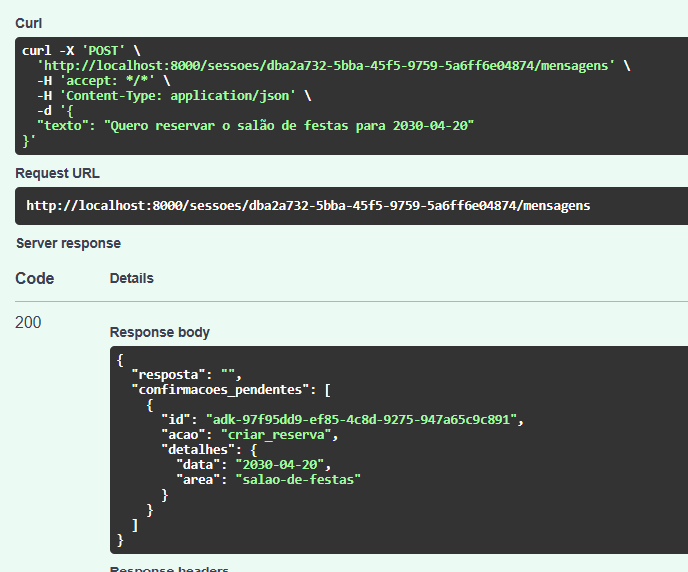 Curl
curl -X 'POST' \
  'http://localhost:8000/sessoes/dba2a732-5bba-45f5-9759-5a6ff6e04874/mensagens' \
  -H 'accept: */*' \
  -H 'Content-Type: application/json' \
  -d '{
  "texto": "Quero reservar o salão de festas para 2030-04-20"
}'
Request URL
http://localhost:8000/sessoes/dba2a732-5bba-45f5-9759-5a6ff6e04874/mensagens
Server response
Code Details
200
Response body
{
  "resposta": "",
  "confirmacoes_pendentes": [
    {
      "id": "adk-97f95dd9-ef85-4c8d-9275-947a65c9c891",
      "acao": "criar_reserva",
      "detalhes": {
        "data": "2030-04-20",
        "area": "salao-de-festas"
      }
    }
  ]
}
Response headers